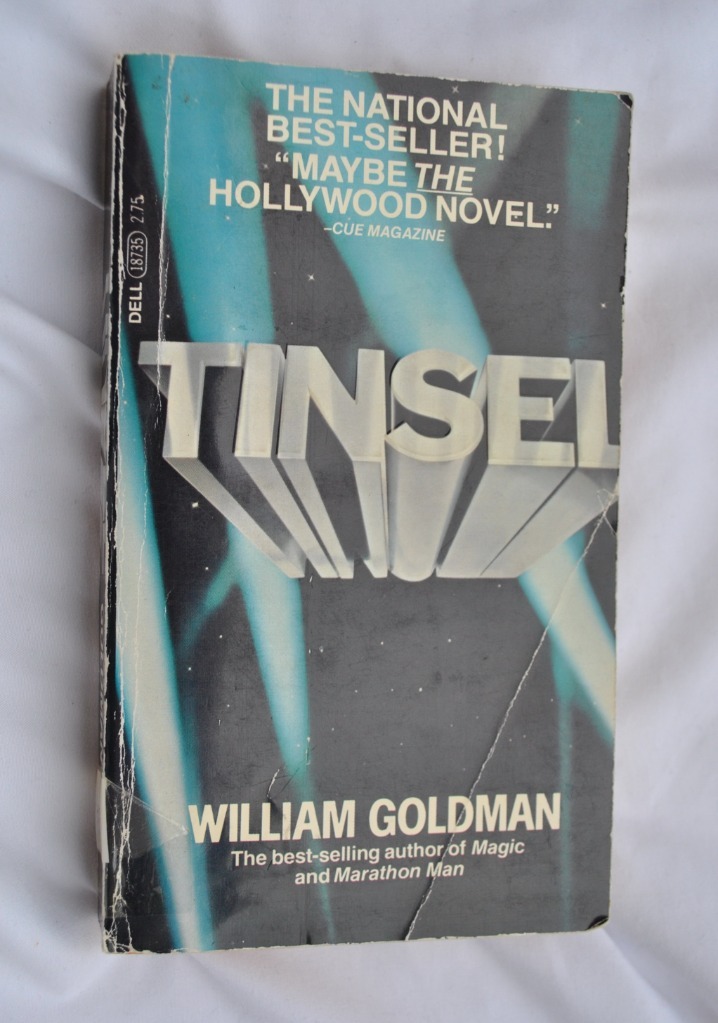 THE NATIONAL
BEST-SELLER!
“MAYBE THE
HOLLYWOOD NOVEL.”
–CUE MAGAZINE
DELL 18735 2.75
TINSEL
WILLIAM GOLDMAN
The best-selling author of Magic
and Marathon Man